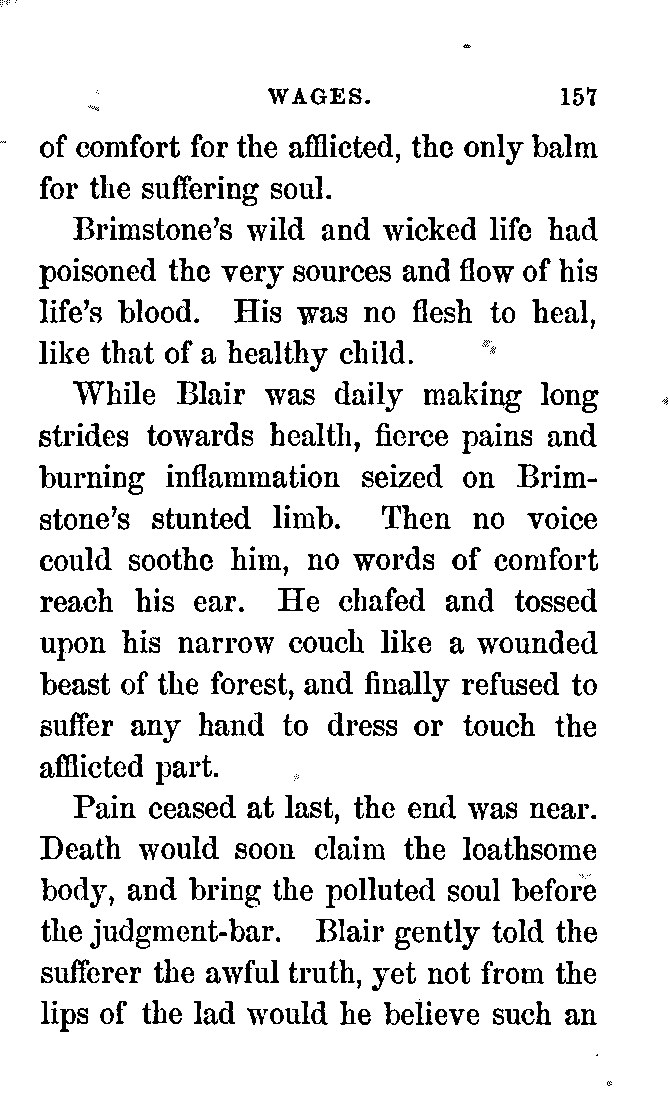 WAGES. 157
of comfort for the afflicted, the only balm
for the suffering soul.
Brimstone's wild and wicked life had
poisoned the very sources and flow of his
life's blood. His was no flesh to heal,
like that of a healthy child.
While Blair was daily making long
strides towards health, fierce pains and
burning inflammation seized on Brim-
stone's stunted limb. Then no voice
could soothe him, no words of comfort
reach his ear. He chafed and tossed
upon his narrow couch like a wounded
beast of the forest, and finally refused to
suffer any hand to dress or touch the
afflicted part.
Pain ceased at last, the end was near.
Death would soon claim the loathsome
body, and bring the polluted soul before
the judgment-bar. Blair gently told the
sufferer the awful truth, yet not from the
lips of the lad would he believe such an